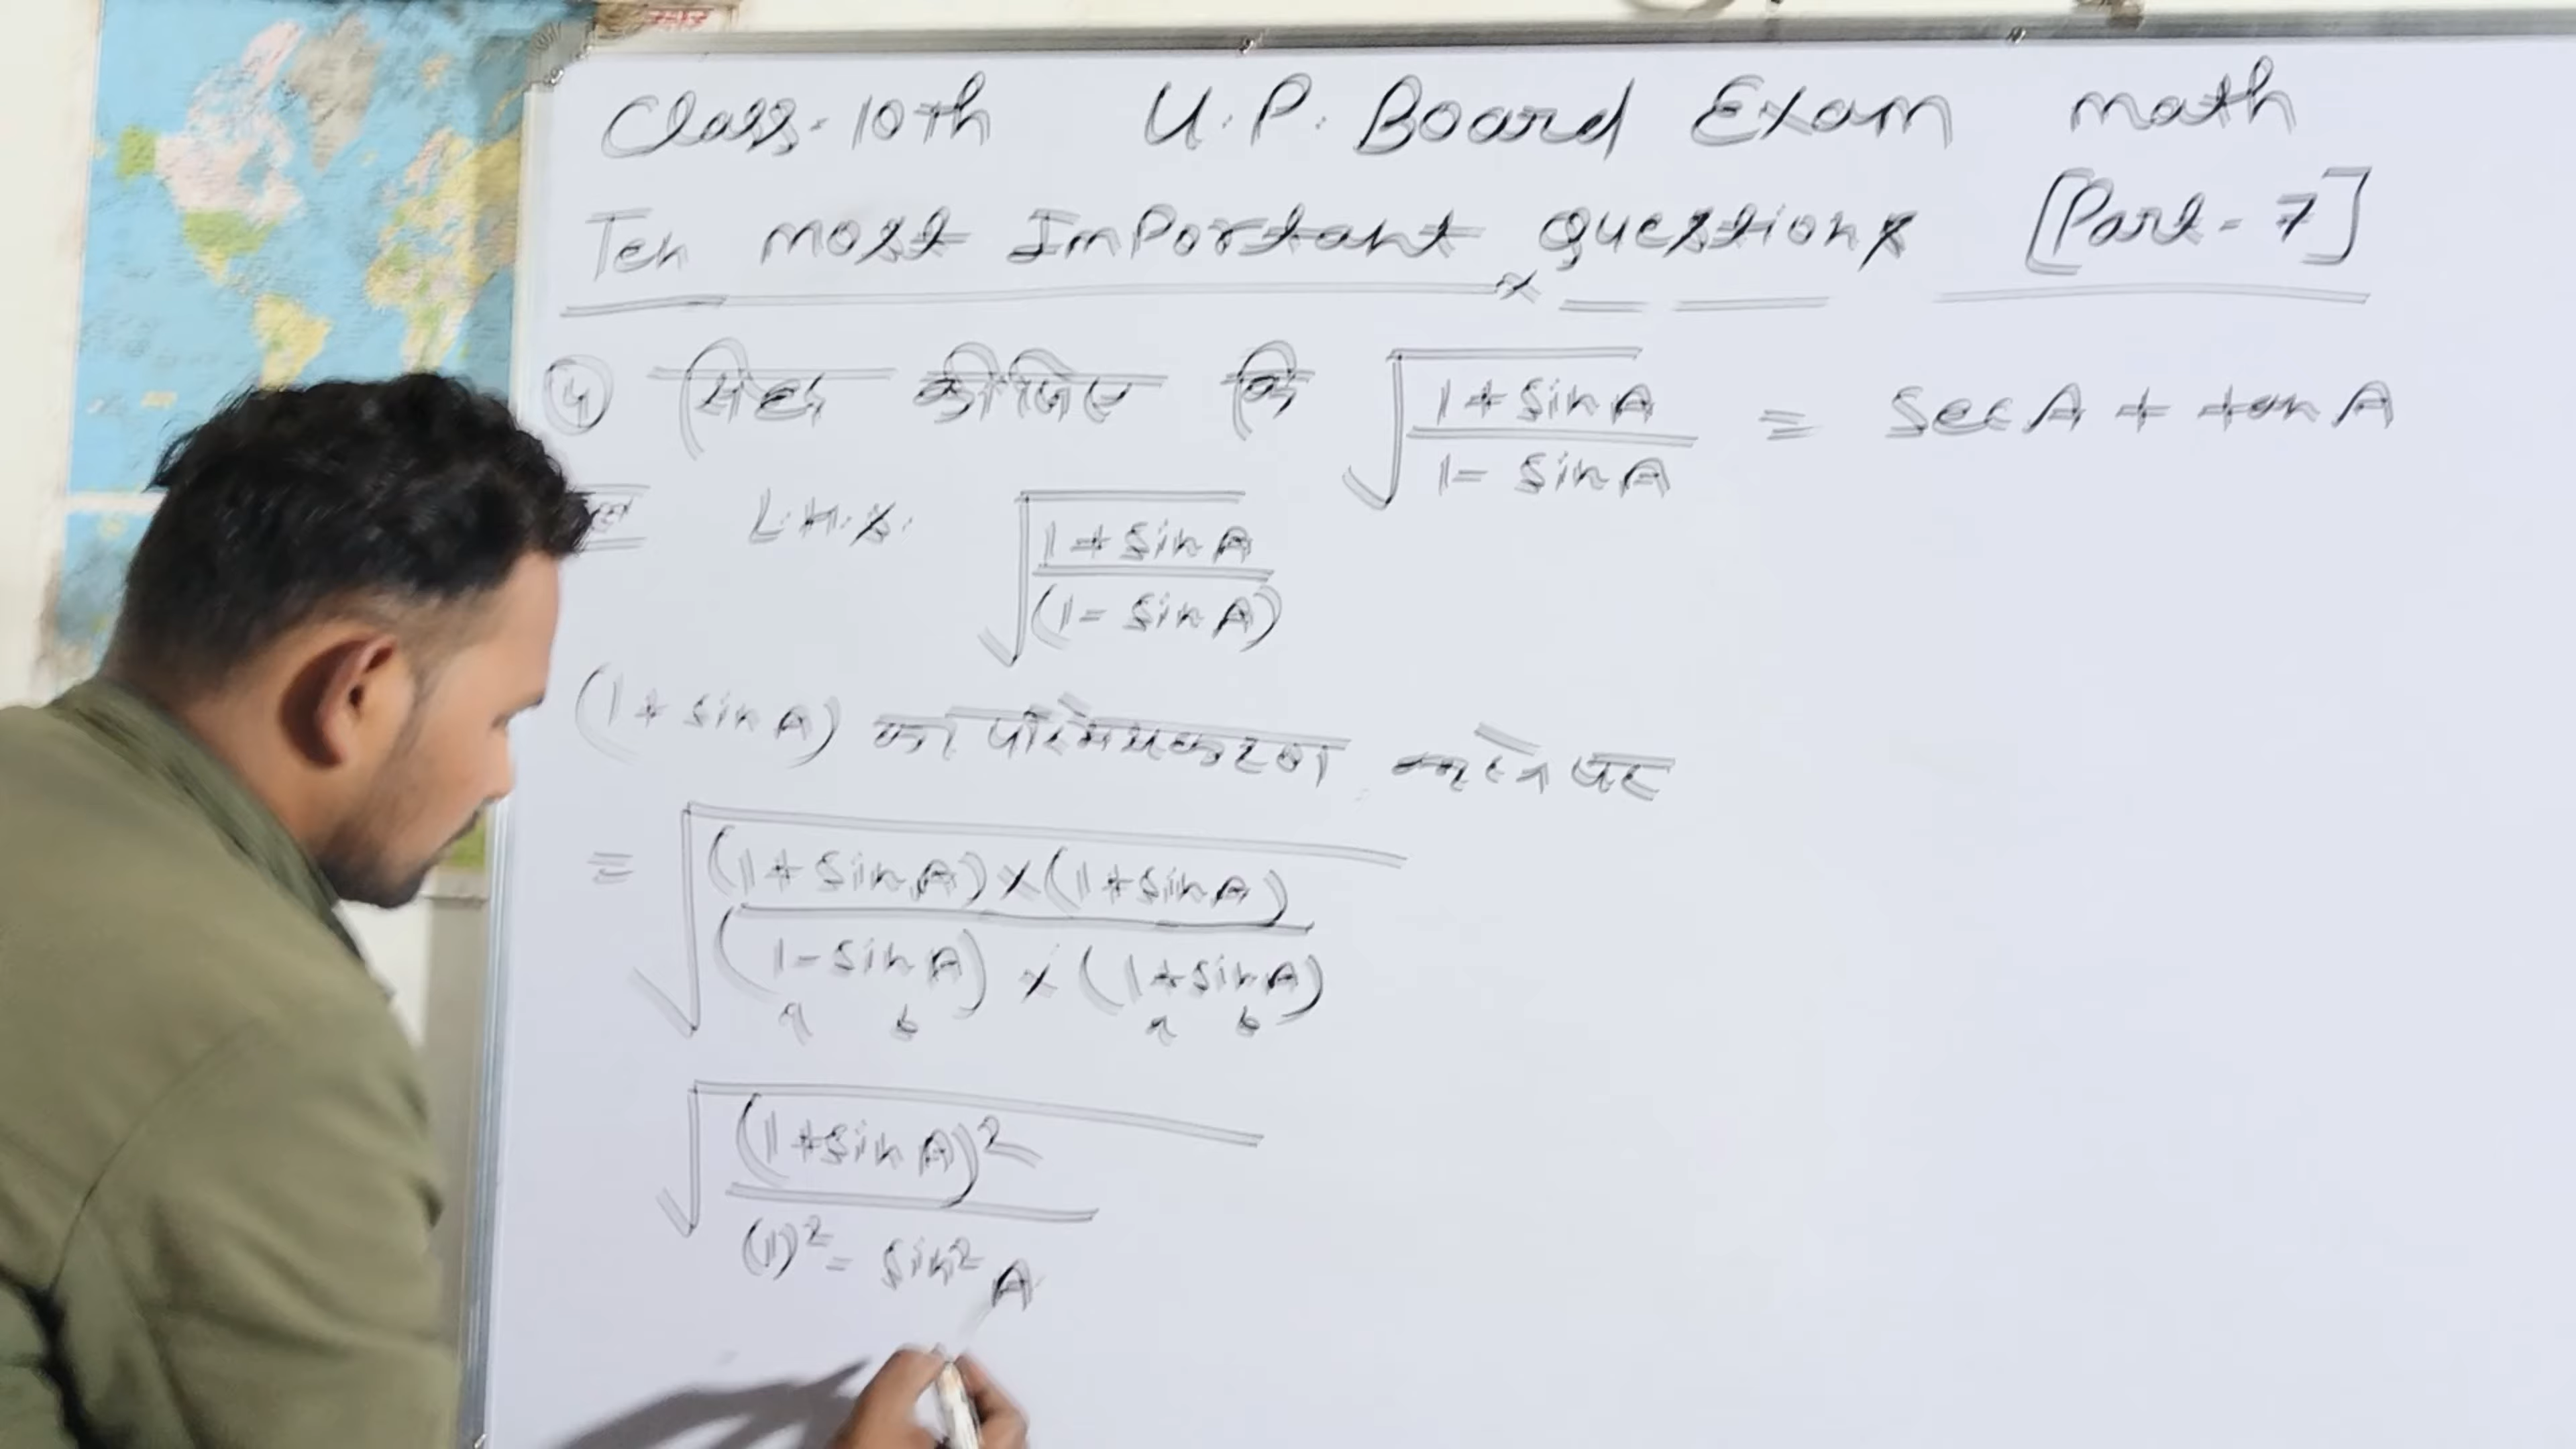 Class-10th U.P. Board Exam math
Ten most ImPortant questions [Part-7]
(4) सिद्ध कीजिए कि √((1+sinA)/(1-sinA)) = SecA + tanA
L.H.S. √((1+sinA)/(1-sinA))
(1+sinA) का परिमेयकरण करने पर
= √(((1+sinA)×(1+sinA))/((1-sinA)×(1+sinA)))
a b a b
√((1+sinA)²/((1)²-sin²A))